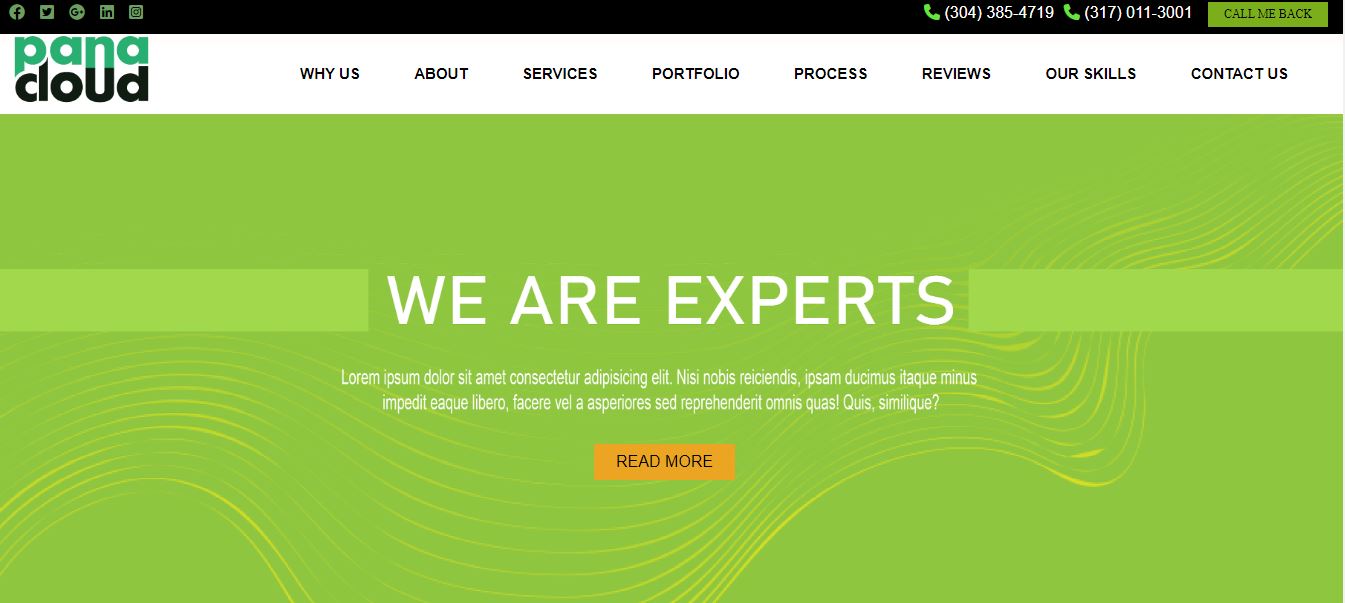 (304) 385-4719 (317) 011-3001 CALL ME BACK
pana
cloud
WHY US ABOUT SERVICES PORTFOLIO PROCESS REVIEWS OUR SKILLS CONTACT US
WE ARE EXPERTS
Lorem ipsum dolor sit amet consectetur adipisicing elit. Nisi nobis reiciendis, ipsam ducimus itaque minus
impedit eaque libero, facere vel a asperiores sed reprehenderit omnis quas! Quis, similique?
READ MORE